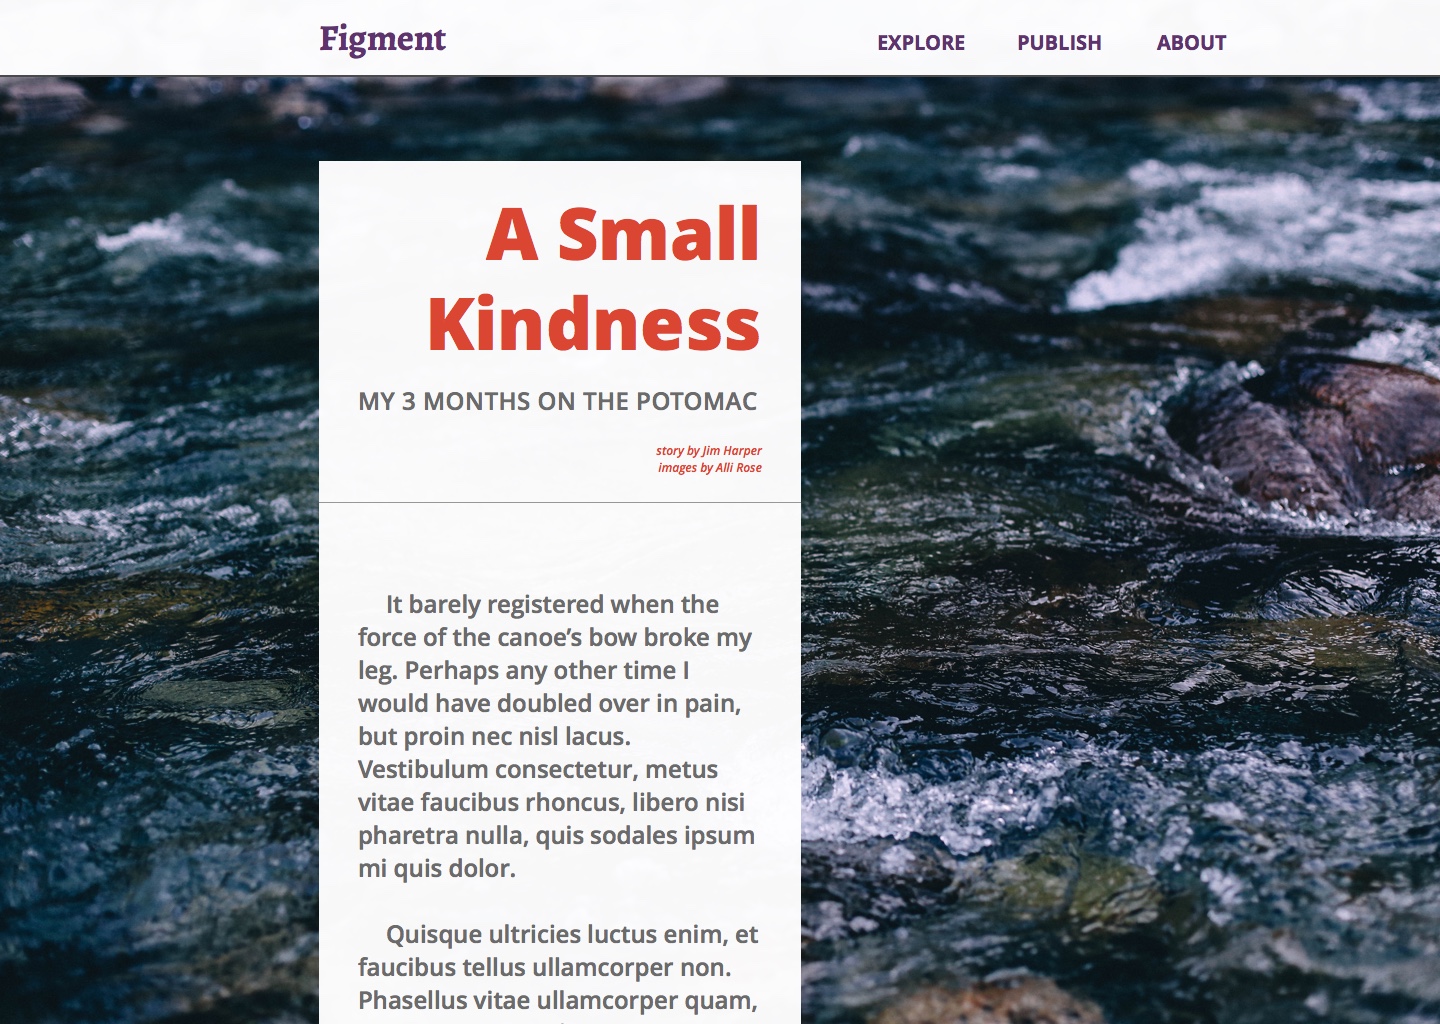 Figment
EXPLORE PUBLISH ABOUT
A Small
Kindness
MY 3 MONTHS ON THE POTOMAC
story by Jim Harper
images by Alli Rose
It barely registered when the
force of the canoe’s bow broke my
leg. Perhaps any other time I
would have doubled over in pain,
but proin nec nisl lacus.
Vestibulum consectetur, metus
vitae faucibus rhoncus, libero nisi
pharetra nulla, quis sodales ipsum
mi quis dolor.
Quisque ultricies luctus enim, et
faucibus tellus ullamcorper non.
Phasellus vitae ullamcorper quam,